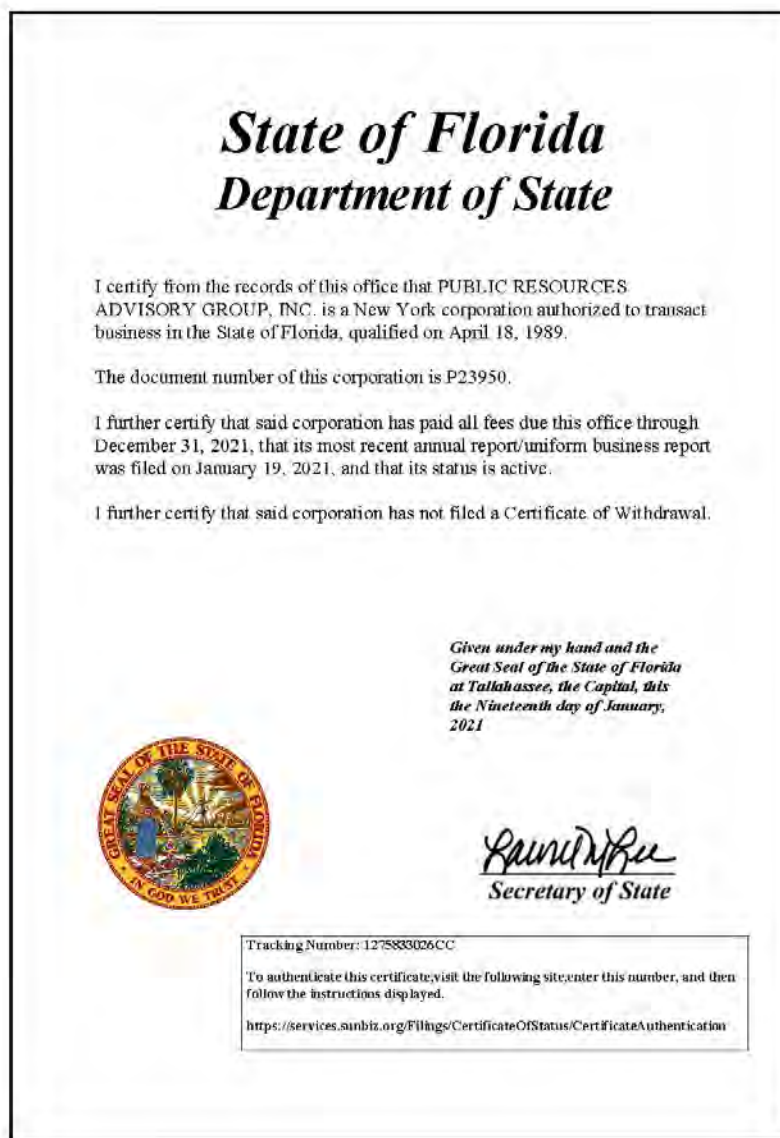 State of Florida
Department of State
I certify from the records of this office that PUBLIC RESOURCES
ADVISORY GROUP, INC. is a New York corporation authorized to transact
business in the State of Florida, qualified on April 18, 1989.
The document number of this corporation is P23950.
I further certify that said corporation has paid all fees due this office through
December 31, 2021, that its most recent annual report/uniform business report
was filed on January 19, 2021, and that its status is active.
I further certify that said corporation has not filed a Certificate of Withdrawal.
Given under my hand and the
Great Seal of the State of Florida
at Tallahassee, the Capital, this
the Nineteenth day of January,
2021
GREAT SEAL OF THE STATE OF FLORIDA
IN GOD WE TRUST
Secretary of State
Tracking Number: 1275833026CC
To authenticate this certificate,visit the following site,enter this number, and then
follow the instructions displayed.
https://services.sunbiz.org/Filings/CertificateOfStatus/CertificateAuthentication